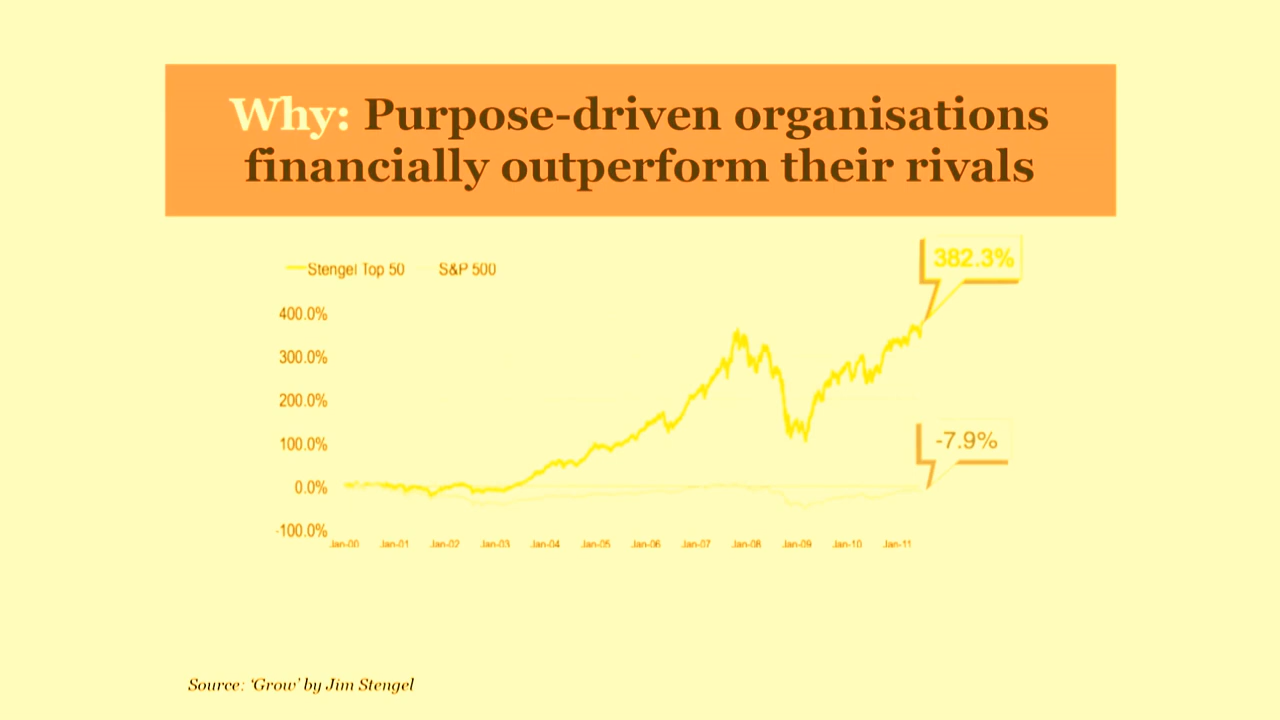 Why: Purpose-driven organisations
financially outperform their rivals
382.3%
Stengel Top 50 S&P 500
400.0%
300.0%
200.0%
100.0%
-7.9%
0.0%
-100.0%
Jan-00 Jan-01 Jan-02 Jan-03 Jan-04 Jan-05 Jan-06 Jan-07 Jan-08 Jan-09 Jan-10 Jan-11
Source: ‘Grow’ by Jim Stengel